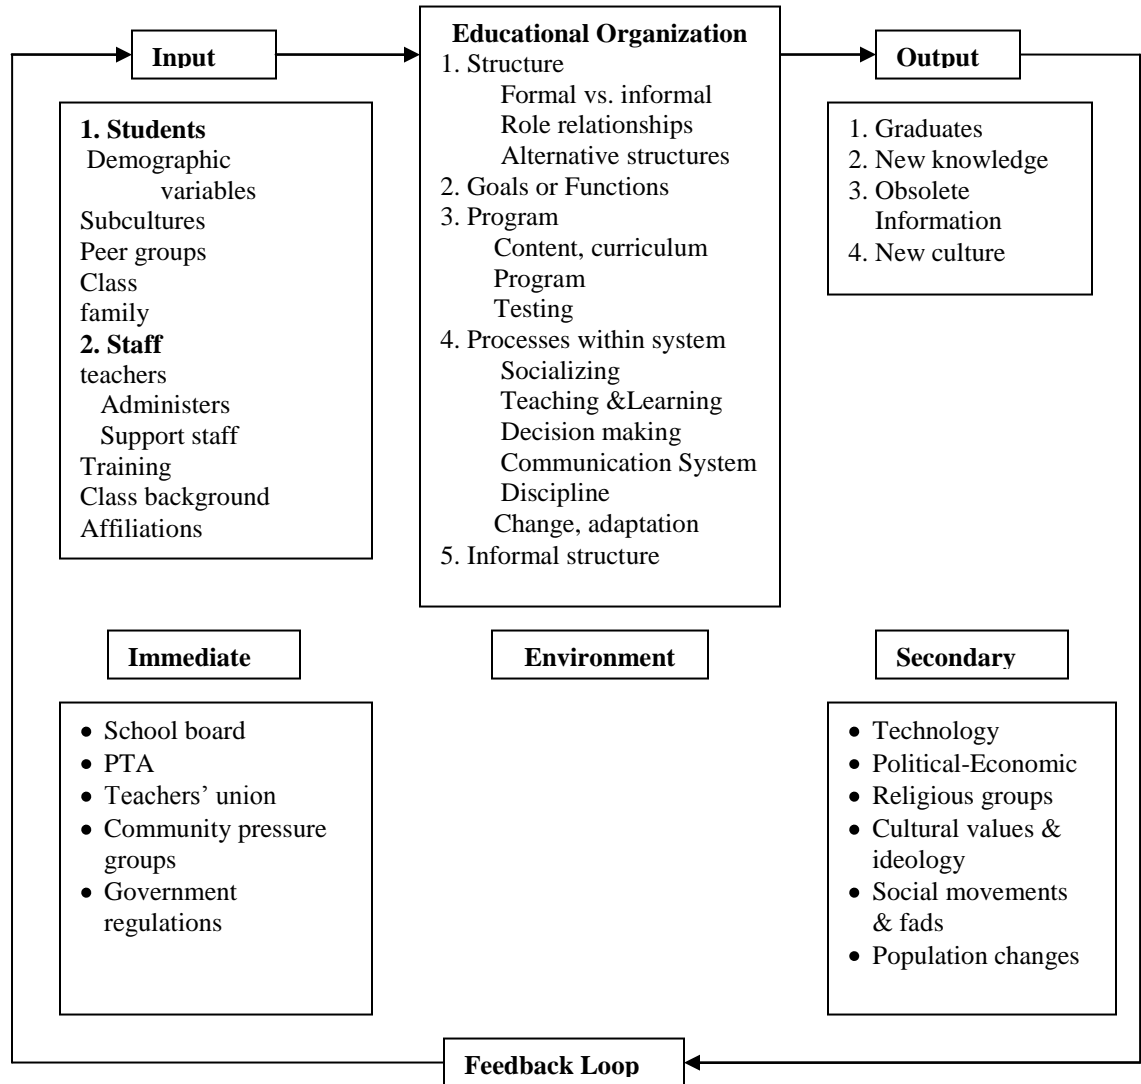 Input
Educational Organization
1. Structure
Formal vs. informal
Role relationships
Alternative structures
2. Goals or Functions
3. Program
Content, curriculum
Program
Testing
4. Processes within system
Socializing
Teaching &Learning
Decision making
Communication System
Discipline
Change, adaptation
5. Informal structure
Output
1. Students
Demographic
variables
Subcultures
Peer groups
Class
family
2. Staff
teachers
Administers
Support staff
Training
Class background
Affiliations
1. Graduates
2. New knowledge
3. Obsolete
Information
4. New culture
Immediate
Environment
Secondary
• School board
• PTA
• Teachers’ union
• Community pressure
groups
• Government
regulations
• Technology
• Political-Economic
• Religious groups
• Cultural values &
ideology
• Social movements
& fads
• Population changes
Feedback Loop